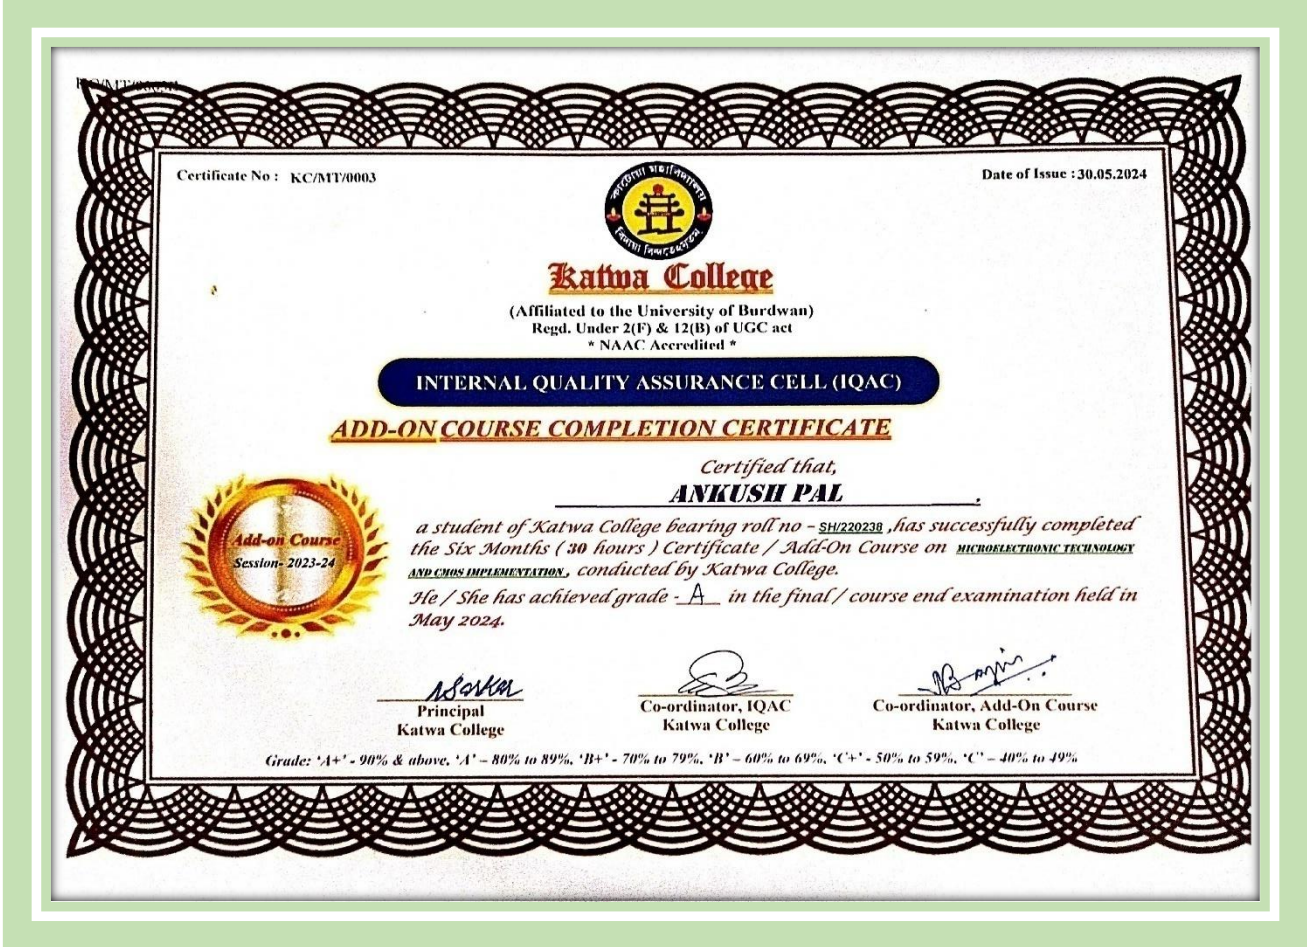 Certificate No : KC/MT/0003
Date of Issue : 30.05.2024
কাটোয়া মহাবিদ্যালয়
Katwa College
(Affiliated to the University of Burdwan)
Regd. Under 2(F) & 12(B) of UGC act
* NAAC Accredited *
INTERNAL QUALITY ASSURANCE CELL (IQAC)
ADD-ON COURSE COMPLETION CERTIFICATE
Certified that,
ANKUSH PAL .
a student of Katwa College bearing roll no – SH/220238 ,has successfully completed
the Six Months ( 30 hours ) Certificate / Add-On Course on MICROELECTRONIC TECHNOLOGY
AND CMOS IMPLEMENTATION , conducted by Katwa College.
He / She has achieved grade - A in the final / course end examination held in
May 2024.
Add-on Course
Session- 2023-24
Principal
Katwa College
Co-ordinator, IQAC
Katwa College
Co-ordinator, Add-On Course
Katwa College
Grade: 'A+' - 90% & above, 'A' – 80% to 89%, 'B+' - 70% to 79%, 'B' – 60% to 69%, 'C+' - 50% to 59%, 'C' – 40% to 49%